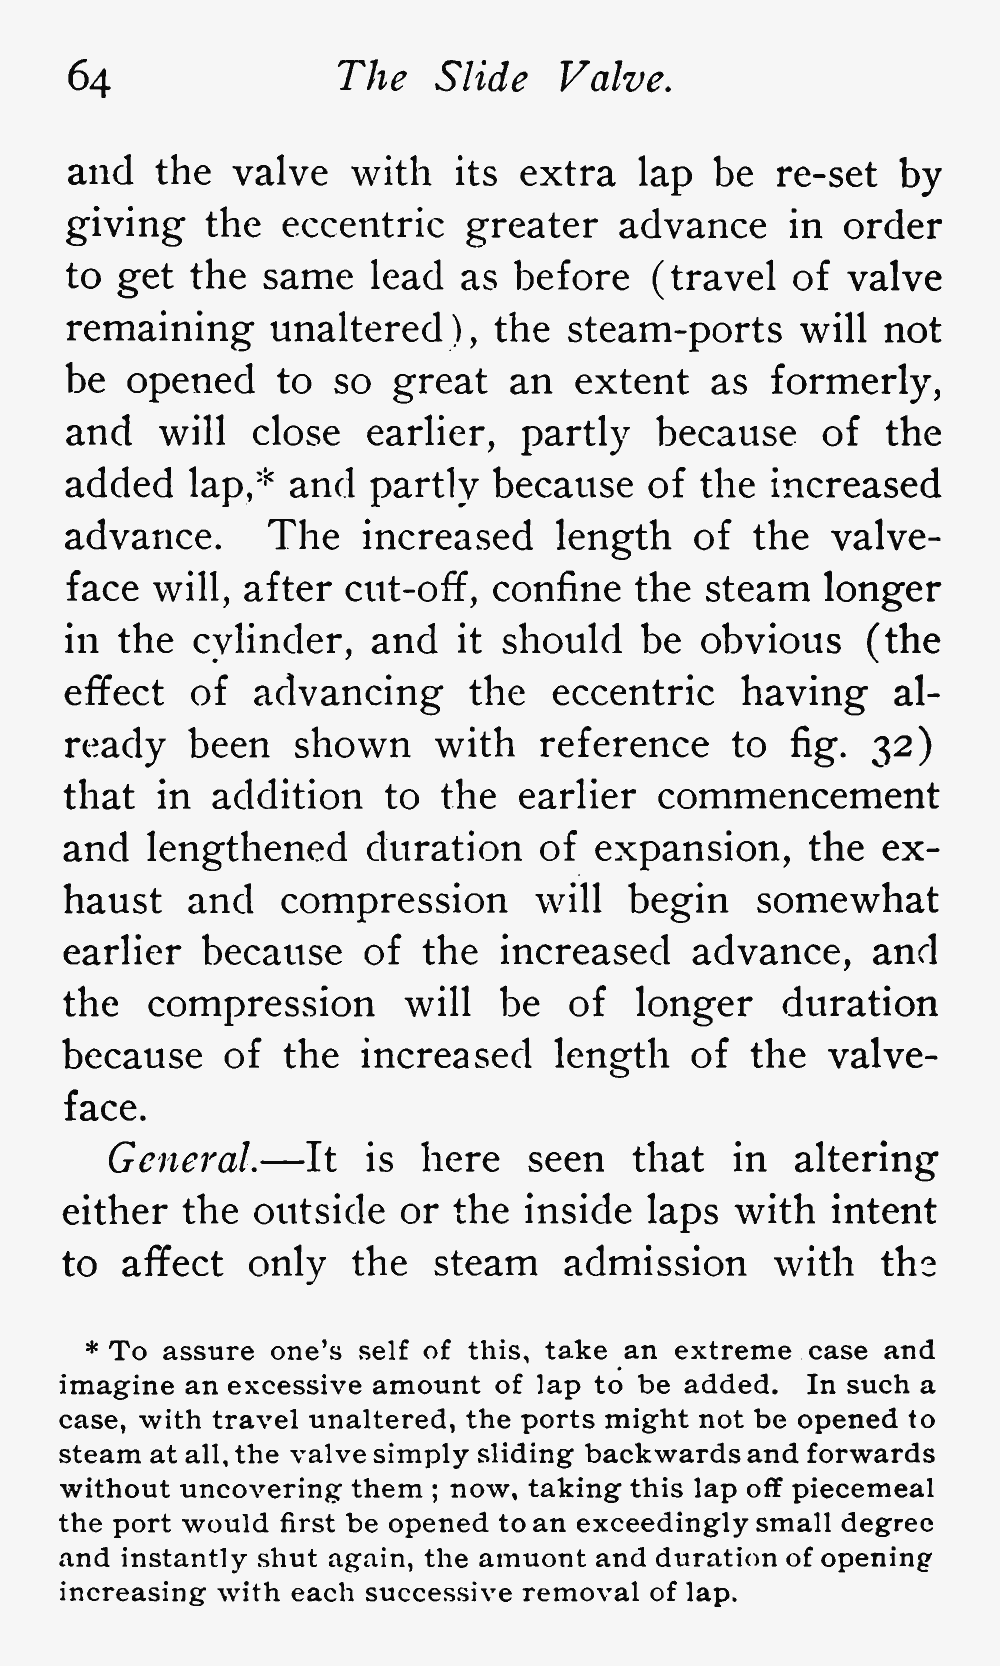 64 The Slide Valve.
and the valve with its extra lap be re-set by
giving the eccentric greater advance in order
to get the same lead as before (travel of valve
remaining unaltered), the steam-ports will not
be opened to so great an extent as formerly,
and will close earlier, partly because of the
added lap,* and partly because of the increased
advance. The increased length of the valve-
face will, after cut-off, confine the steam longer
in the cylinder, and it should be obvious (the
effect of advancing the eccentric having al-
ready been shown with reference to fig. 32)
that in addition to the earlier commencement
and lengthened duration of expansion, the ex-
haust and compression will begin somewhat
earlier because of the increased advance, and
the compression will be of longer duration
because of the increased length of the valve-
face.
General.—It is here seen that in altering
either the outside or the inside laps with intent
to affect only the steam admission with the
* To assure one's self of this, take an extreme case and
imagine an excessive amount of lap to be added. In such a
case, with travel unaltered, the ports might not be opened to
steam at all, the valve simply sliding backwards and forwards
without uncovering them ; now, taking this lap off piecemeal
the port would first be opened to an exceedingly small degree
and instantly shut again, the amuont and duration of opening
increasing with each successive removal of lap.